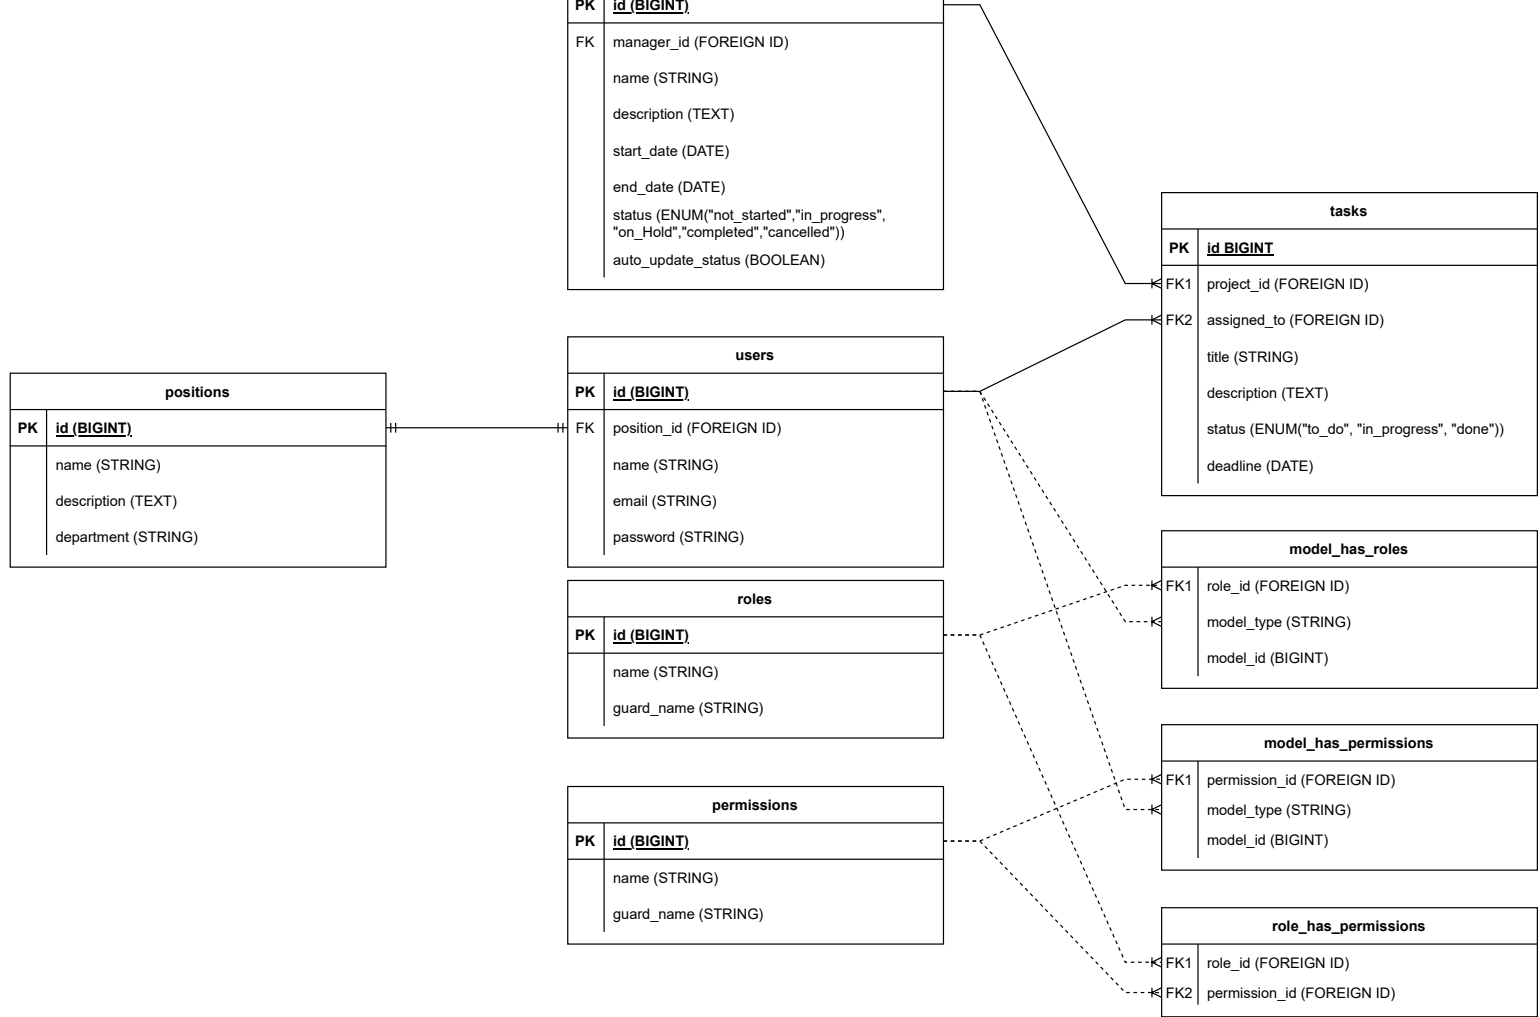 PK id (BIGINT)
FK manager_id (FOREIGN ID)
name (STRING)
description (TEXT)
start_date (DATE)
end_date (DATE)
status (ENUM("not_started","in_progress",
"on_Hold","completed","cancelled"))
auto_update_status (BOOLEAN)
positions
PK id (BIGINT)
name (STRING)
description (TEXT)
department (STRING)
users
PK id (BIGINT)
FK position_id (FOREIGN ID)
name (STRING)
email (STRING)
password (STRING)
roles
PK id (BIGINT)
name (STRING)
guard_name (STRING)
permissions
PK id (BIGINT)
name (STRING)
guard_name (STRING)
tasks
PK id BIGINT
FK1 project_id (FOREIGN ID)
FK2 assigned_to (FOREIGN ID)
title (STRING)
description (TEXT)
status (ENUM("to_do", "in_progress", "done"))
deadline (DATE)
model_has_roles
FK1 role_id (FOREIGN ID)
model_type (STRING)
model_id (BIGINT)
model_has_permissions
FK1 permission_id (FOREIGN ID)
model_type (STRING)
model_id (BIGINT)
role_has_permissions
FK1 role_id (FOREIGN ID)
FK2 permission_id (FOREIGN ID)